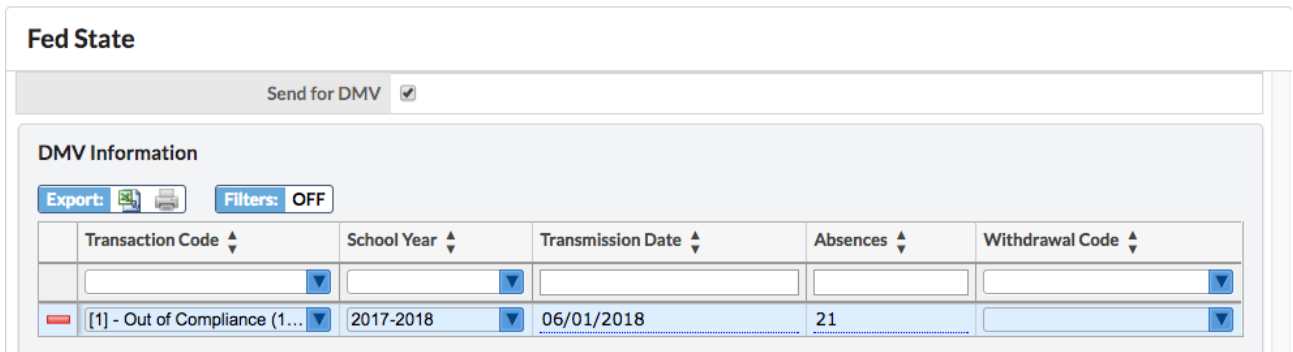 Fed State
Send for DMV
DMV Information
Export: Filters: OFF
Transaction Code School Year Transmission Date Absences Withdrawal Code
[1] - Out of Compliance (1... 2017-2018 06/01/2018 21